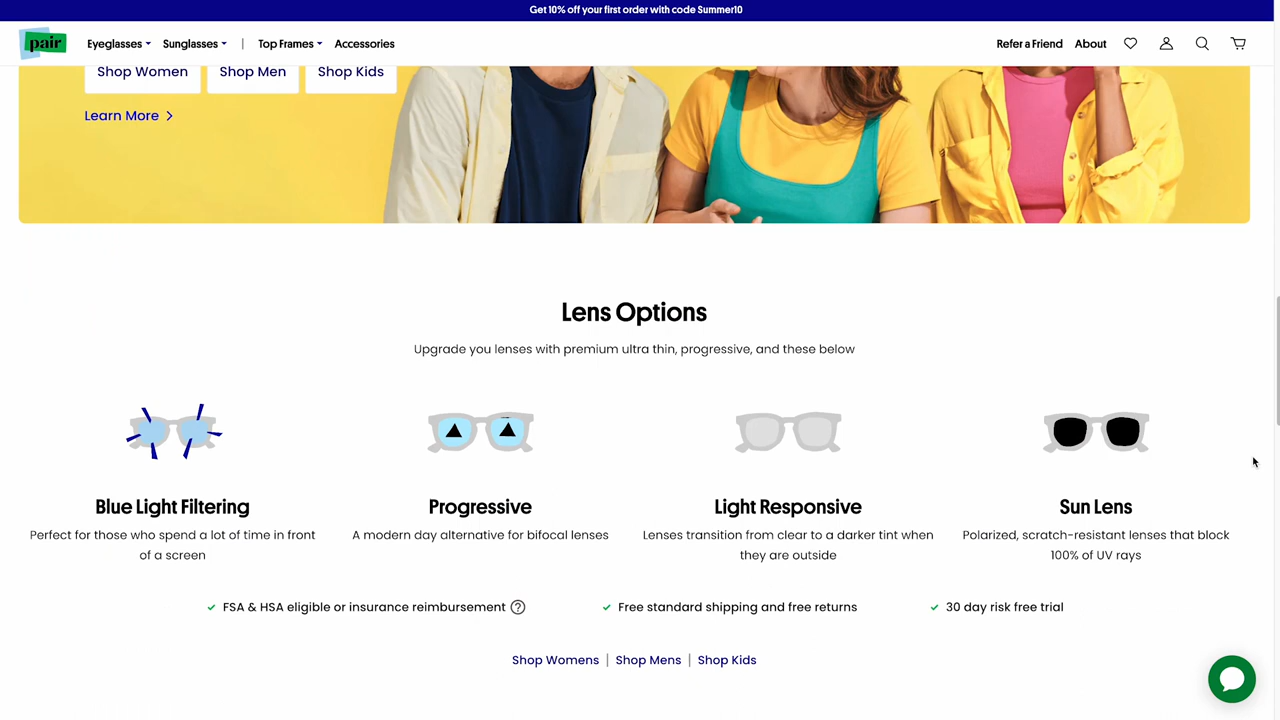 Get 10% off your first order with code Summer10
pair
Eyeglasses
Sunglasses
|
Top Frames
Accessories
Refer a Friend
About
Shop Women
Shop Men
Shop Kids
Learn More
Lens Options
Upgrade you lenses with premium ultra thin, progressive, and these below
Blue Light Filtering
Perfect for those who spend a lot of time in front
of a screen
Progressive
A modern day alternative for bifocal lenses
Light Responsive
Lenses transition from clear to a darker tint when
they are outside
Sun Lens
Polarized, scratch-resistant lenses that block
100% of UV rays
FSA & HSA eligible or insurance reimbursement ?
Free standard shipping and free returns
30 day risk free trial
Shop Womens | Shop Mens | Shop Kids